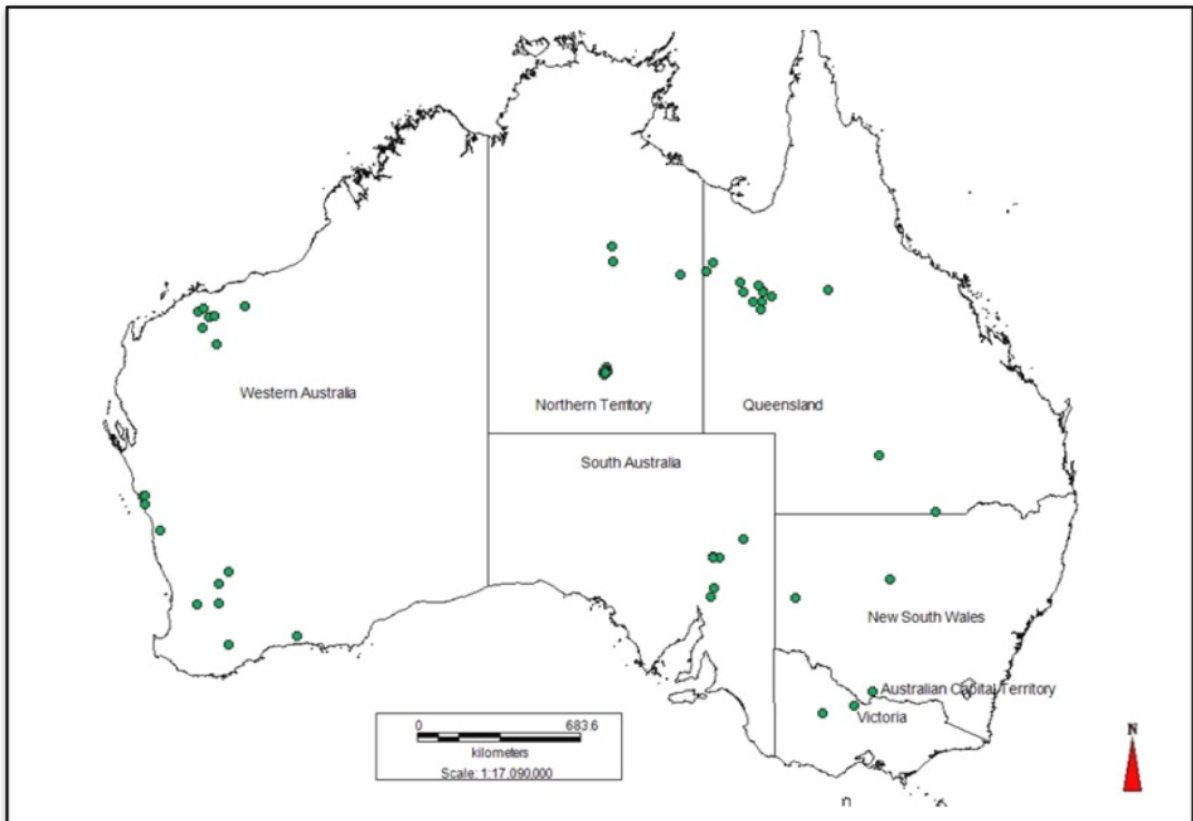 Western Australia
Northern Territory
Queensland
South Australia
New South Wales
Australian Capital Territory
Victoria
0 683.6
kilometers
Scale: 1:17,090,000
N